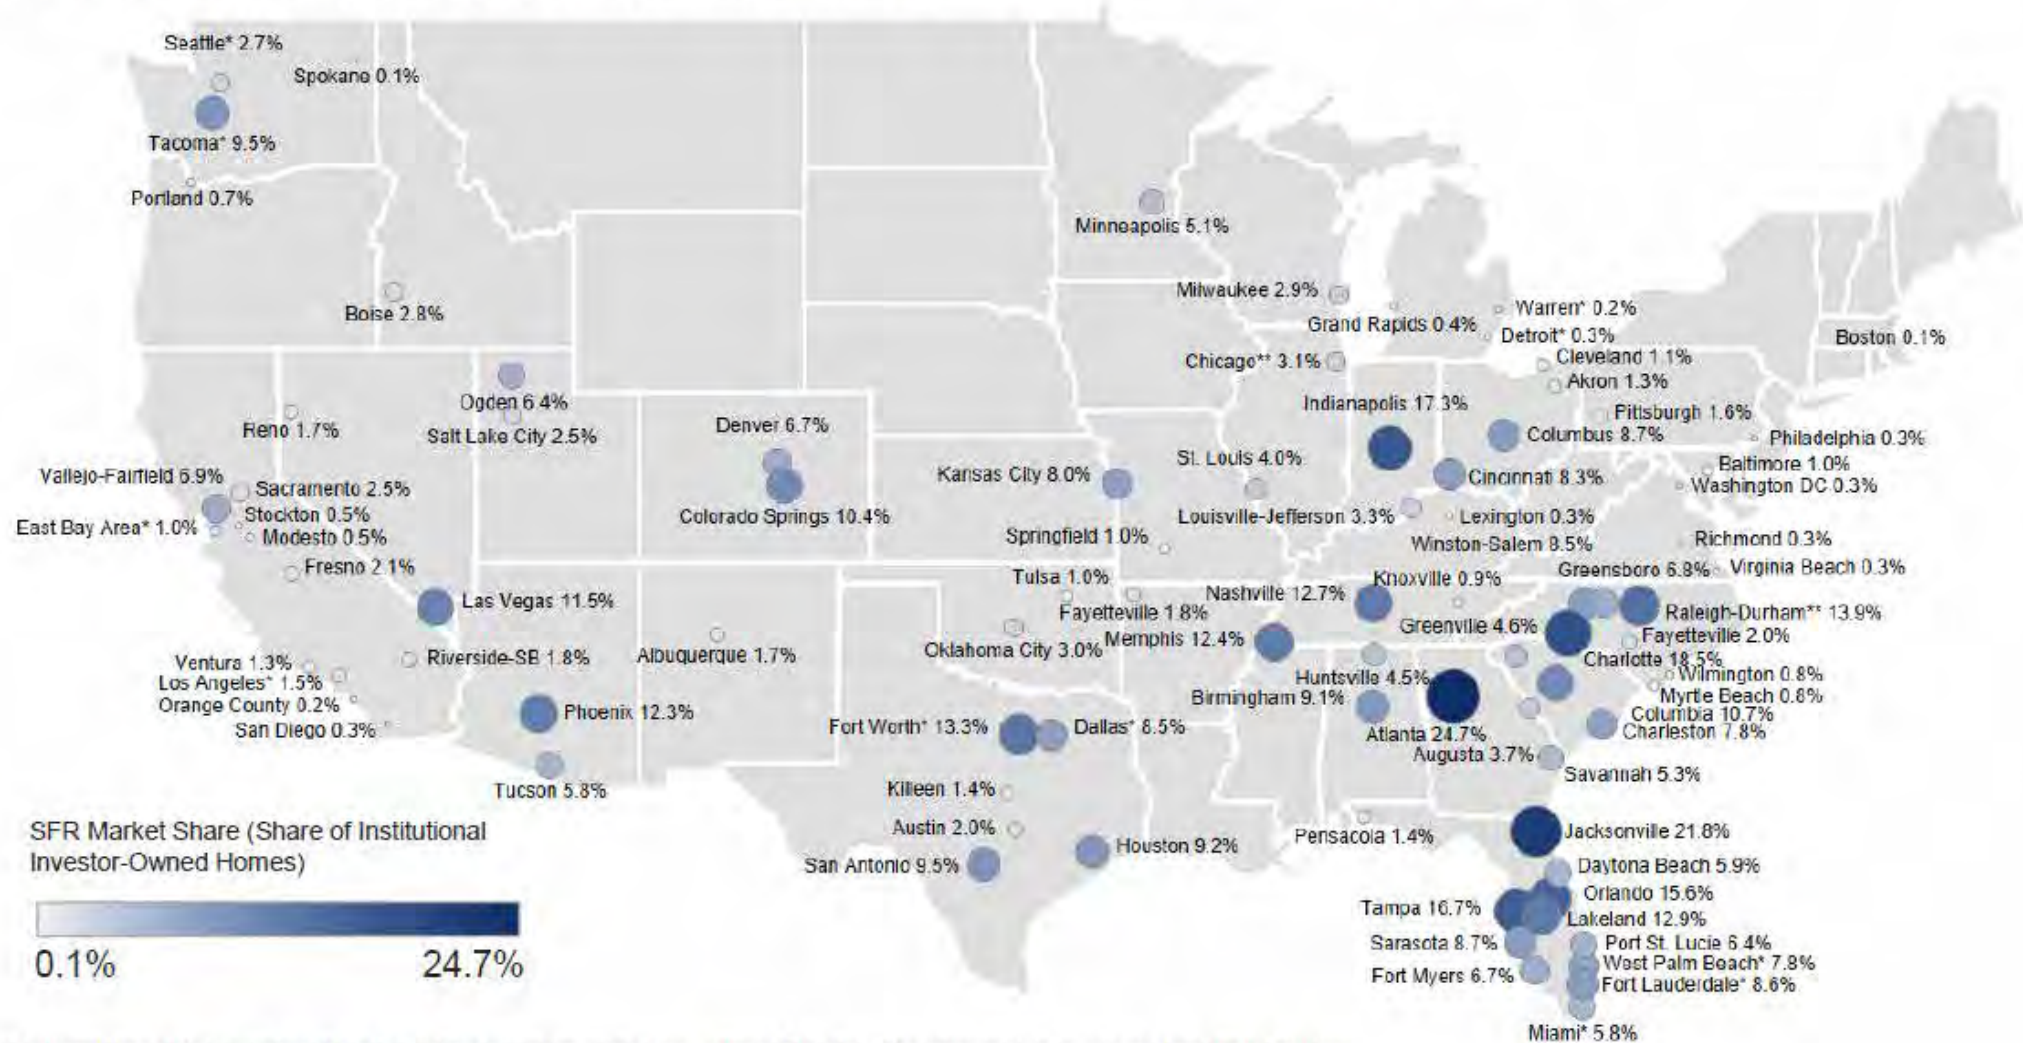 Seattle* 2.7%
Spokane 0.1%
Tacoma* 9.5%
Portland 0.7%
Minneapolis 5.1%
Milwaukee 2.9%
Boise 2.8%
Grand Rapids 0.4%
Warren* 0.2%
Detroit* 0.3%
Boston 0.1%
Chicago** 3.1%
Cleveland 1.1%
Akron 1.3%
Ogden 6.4%
Indianapolis 17.3%
Pittsburgh 1.6%
Reno 1.7%
Salt Lake City 2.5%
Denver 6.7%
Columbus 8.7%
Philadelphia 0.3%
Vallejo-Fairfield 6.9%
Kansas City 8.0%
St. Louis 4.0%
Cincinnati 8.3%
Baltimore 1.0%
Washington DC 0.3%
Sacramento 2.5%
Stockton 0.5%
East Bay Area* 1.0%
Modesto 0.5%
Colorado Springs 10.4%
Louisville-Jefferson 3.3%
Lexington 0.3%
Springfield 1.0%
Winston-Salem 8.5%
Richmond 0.3%
Fresno 2.1%
Tulsa 1.0%
Knoxville 0.9%
Greensboro 6.8%
Virginia Beach 0.3%
Las Vegas 11.5%
Fayetteville 1.8%
Nashville 12.7%
Raleigh-Durham** 13.9%
Greenville 4.6%
Fayetteville 2.0%
Ventura 1.3%
Riverside-SB 1.8%
Albuquerque 1.7%
Oklahoma City 3.0%
Memphis 12.4%
Charlotte 18.5%
Los Angeles* 1.5%
Huntsville 4.5%
Wilmington 0.8%
Orange County 0.2%
Birmingham 9.1%
Myrtle Beach 0.8%
San Diego 0.3%
Phoenix 12.3%
Fort Worth* 13.3%
Dallas* 8.5%
Atlanta 24.7%
Columbia 10.7%
Charleston 7.8%
Augusta 3.7%
Savannah 5.3%
Tucson 5.8%
Killeen 1.4%
Austin 2.0%
Pensacola 1.4%
Jacksonville 21.8%
SFR Market Share (Share of Institutional
Investor-Owned Homes)
Houston 9.2%
San Antonio 9.5%
Daytona Beach 5.9%
Orlando 15.6%
Tampa 16.7%
Lakeland 12.9%
Sarasota 8.7%
Port St. Lucie 6.4%
0.1%
24.7%
West Palm Beach* 7.8%
Fort Myers 6.7%
Fort Lauderdale* 8.6%
Miami* 5.8%